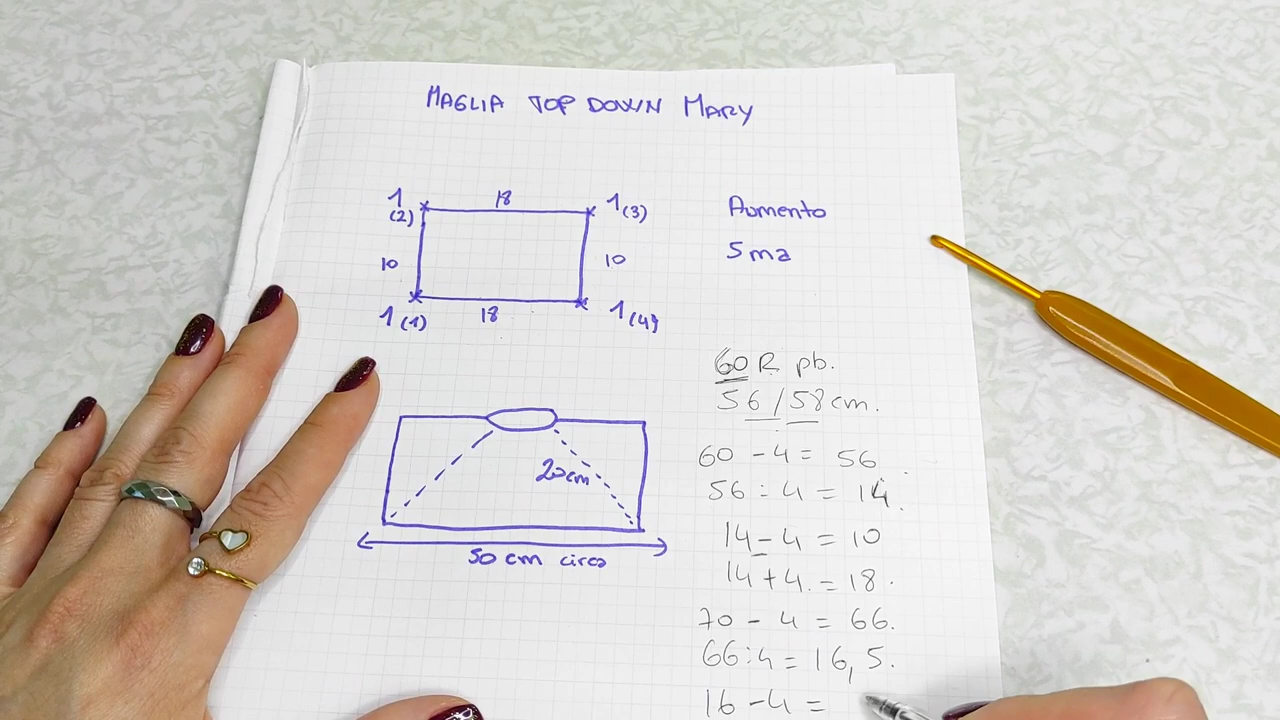 MAGLIA TOP DOWN MARY
1 18 1
(2) (3)
10 10
1 (1) 18 1 (4)
Aumento
5 ma
20 cm
50 cm circa
60 R pb.
56/58 cm.
60 - 4 = 56
56 : 4 = 14
14 - 4 = 10
14 + 4 = 18
70 - 4 = 66.
66 : 4 = 16,5.
16 - 4 =